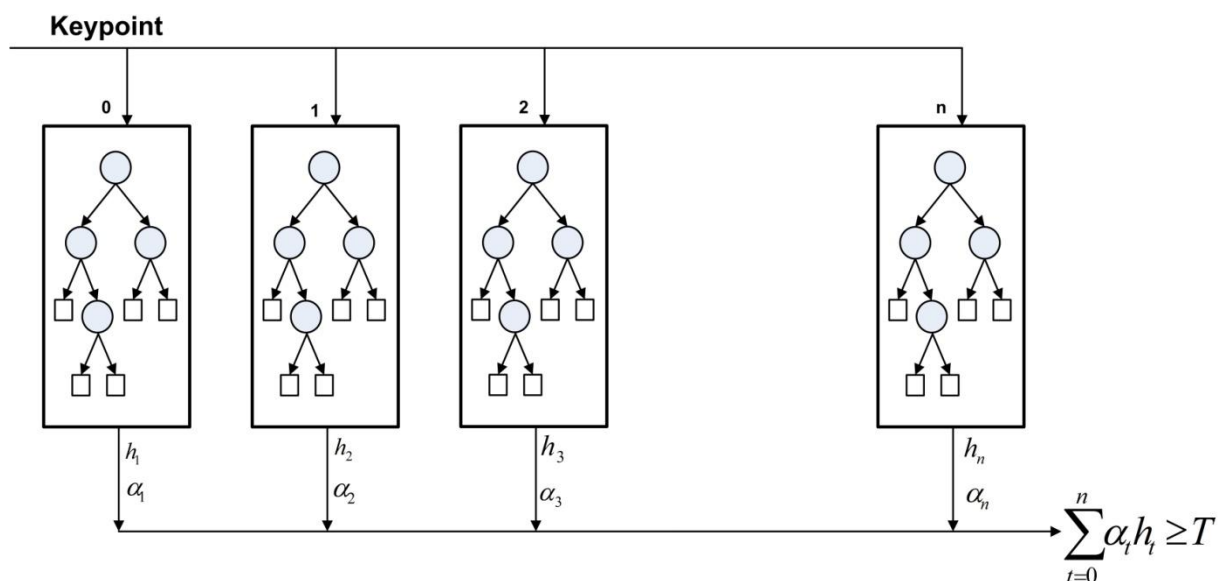 Keypoint
0 1 2 n
h₁ h₂ h₃ hₙ
α₁ α₂ α₃ αₙ
n
∑ αₜhₜ ≥ T
t=0